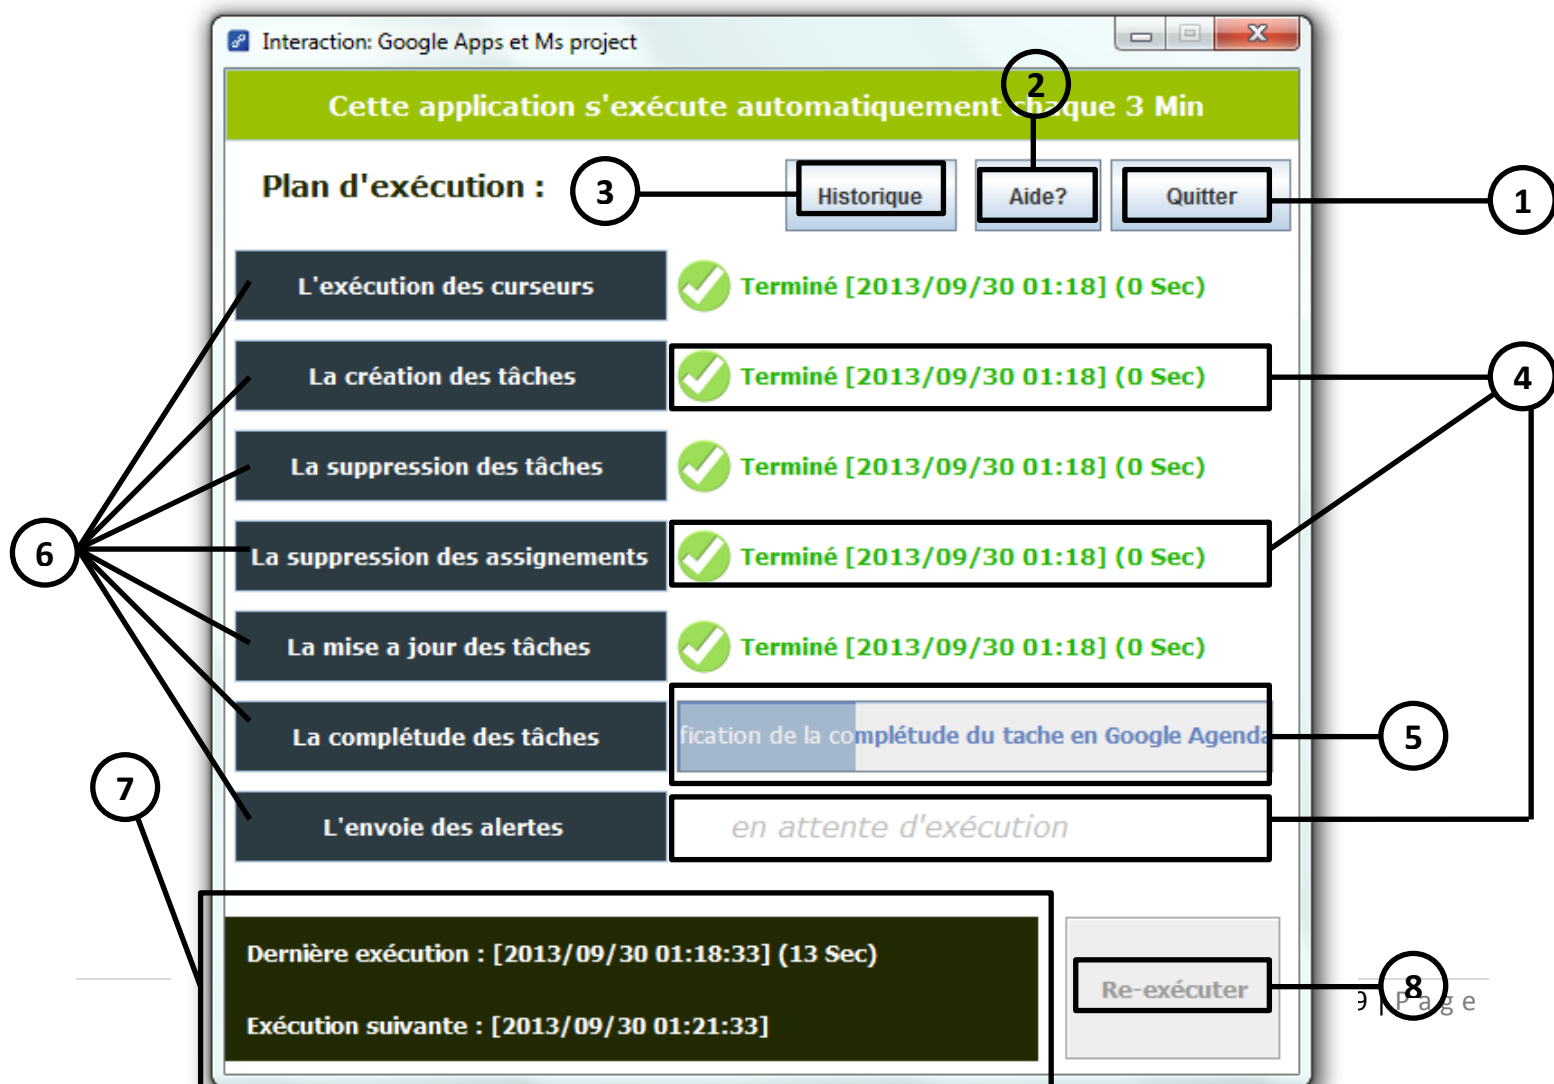 Interaction: Google Apps et Ms project
2
Cette application s'exécute automatiquement chaque 3 Min
Plan d'exécution :
3
Historique
Aide?
Quitter
1
L'exécution des curseurs
Terminé [2013/09/30 01:18] (0 Sec)
La création des tâches
Terminé [2013/09/30 01:18] (0 Sec)
4
La suppression des tâches
Terminé [2013/09/30 01:18] (0 Sec)
6
La suppression des assignements
Terminé [2013/09/30 01:18] (0 Sec)
La mise a jour des tâches
Terminé [2013/09/30 01:18] (0 Sec)
La complétude des tâches
fication de la complétude du tache en Google Agenda
5
7
L'envoie des alertes
en attente d'exécution
Dernière exécution : [2013/09/30 01:18:33] (13 Sec)
Re-exécuter
8
9 | P a g e
Exécution suivante : [2013/09/30 01:21:33]